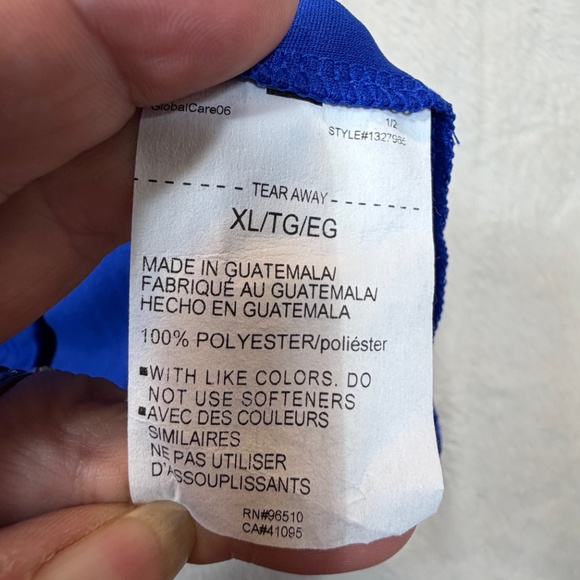 GlobalCare06
1/2
STYLE#1327985
TEAR AWAY
XL/TG/EG
MADE IN GUATEMALA/
FABRIQUÉ AU GUATEMALA/
HECHO EN GUATEMALA
100% POLYESTER/poliéster
▪WITH LIKE COLORS. DO
NOT USE SOFTENERS
▪AVEC DES COULEURS
SIMILAIRES
NE PAS UTILISER
D'ASSOUPLISSANTS
RN#96510
CA#41095